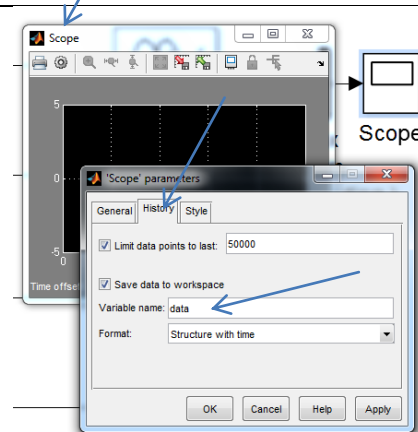 Scope
5
0
-5
0
Time offse
Scope
'Scope' parameters
General History Style
Limit data points to last: 50000
Save data to workspace
Variable name: data
Format: Structure with time
OK Cancel Help Apply